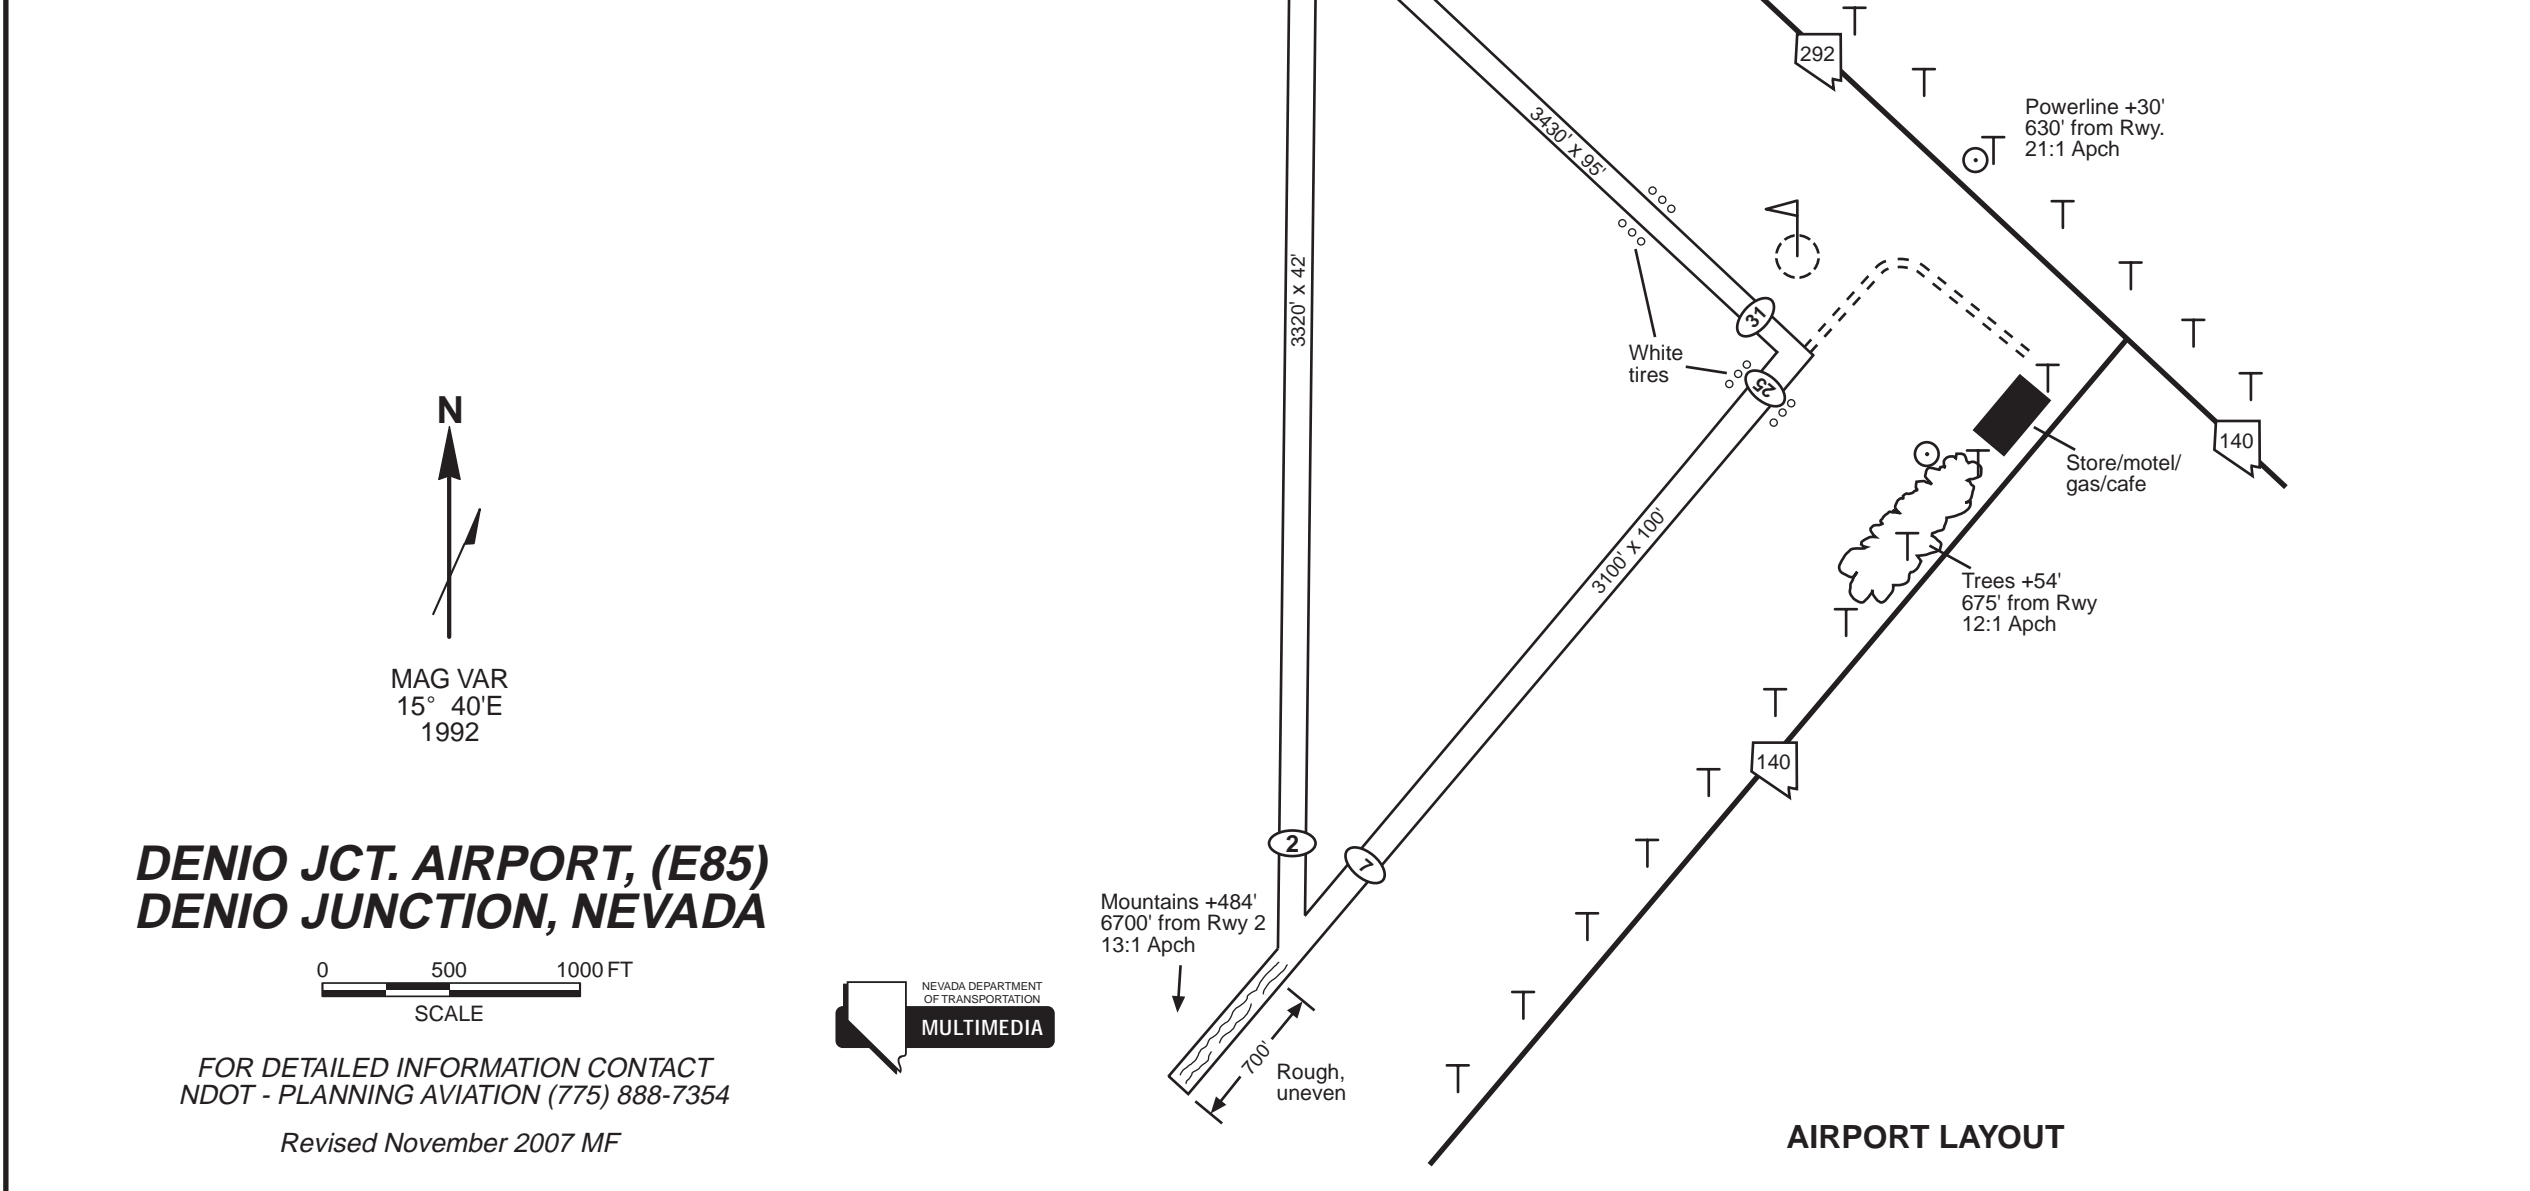 292
Powerline +30'
630' from Rwy.
21:1 Apch
3430' x 95'
3320' x 42'
31
White
tires
25
140
Store/motel/
gas/cafe
N
3100' x 100'
Trees +54'
675' from Rwy
12:1 Apch
MAG VAR
15° 40'E
1992
140
2
7
DENIO JCT. AIRPORT, (E85)
DENIO JUNCTION, NEVADA
Mountains +484'
6700' from Rwy 2
13:1 Apch
0 500 1000 FT
SCALE
NEVADA DEPARTMENT
OF TRANSPORTATION
MULTIMEDIA
700'
Rough,
uneven
FOR DETAILED INFORMATION CONTACT
NDOT - PLANNING AVIATION (775) 888-7354
Revised November 2007 MF
AIRPORT LAYOUT